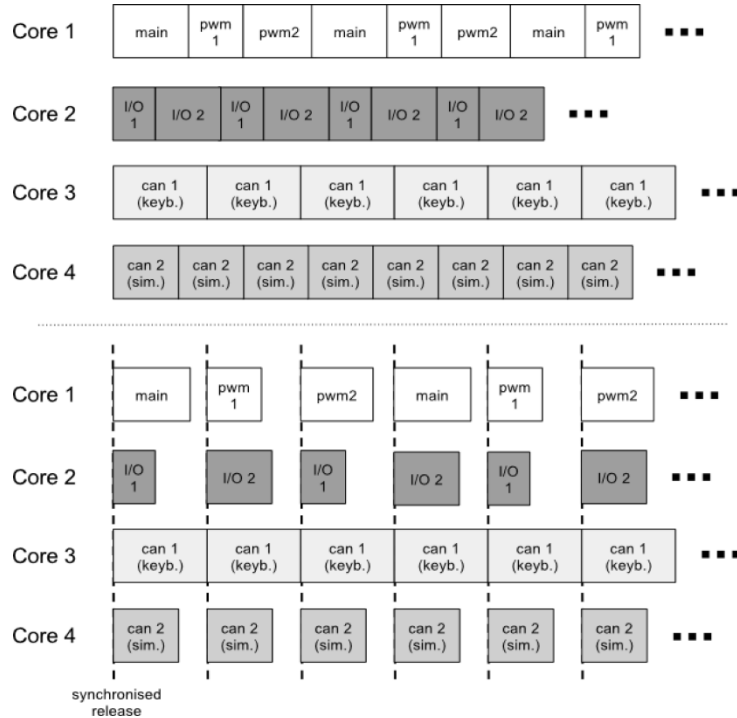 Core 1
main
pwm
1
pwm2
main
pwm
1
pwm2
main
pwm
1
Core 2
I/O
1
I/O 2
I/O
1
I/O 2
I/O
1
I/O 2
I/O
1
I/O 2
Core 3
can 1
(keyb.)
can 1
(keyb.)
can 1
(keyb.)
can 1
(keyb.)
can 1
(keyb.)
can 1
(keyb.)
Core 4
can 2
(sim.)
can 2
(sim.)
can 2
(sim.)
can 2
(sim.)
can 2
(sim.)
can 2
(sim.)
can 2
(sim.)
can 2
(sim.)
Core 1
main
pwm
1
pwm2
main
pwm
1
pwm2
Core 2
I/O
1
I/O 2
I/O
1
I/O 2
I/O
1
I/O 2
Core 3
can 1
(keyb.)
can 1
(keyb.)
can 1
(keyb.)
can 1
(keyb.)
can 1
(keyb.)
can 1
(keyb.)
Core 4
can 2
(sim.)
can 2
(sim.)
can 2
(sim.)
can 2
(sim.)
can 2
(sim.)
can 2
(sim.)
synchronised
release